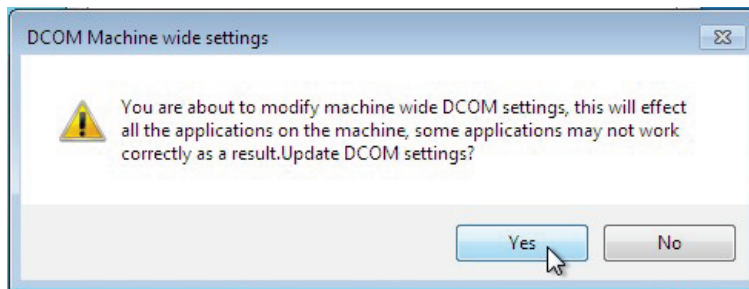 DCOM Machine wide settings
You are about to modify machine wide DCOM settings, this will effect
all the applications on the machine, some applications may not work
correctly as a result.Update DCOM settings?
Yes
No